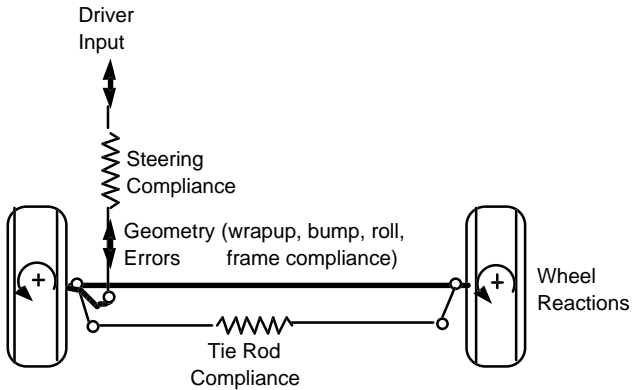 Driver
Input
Steering
Compliance
Geometry (wrapup, bump, roll,
Errors frame compliance)
+
+
Wheel
Reactions
Tie Rod
Compliance